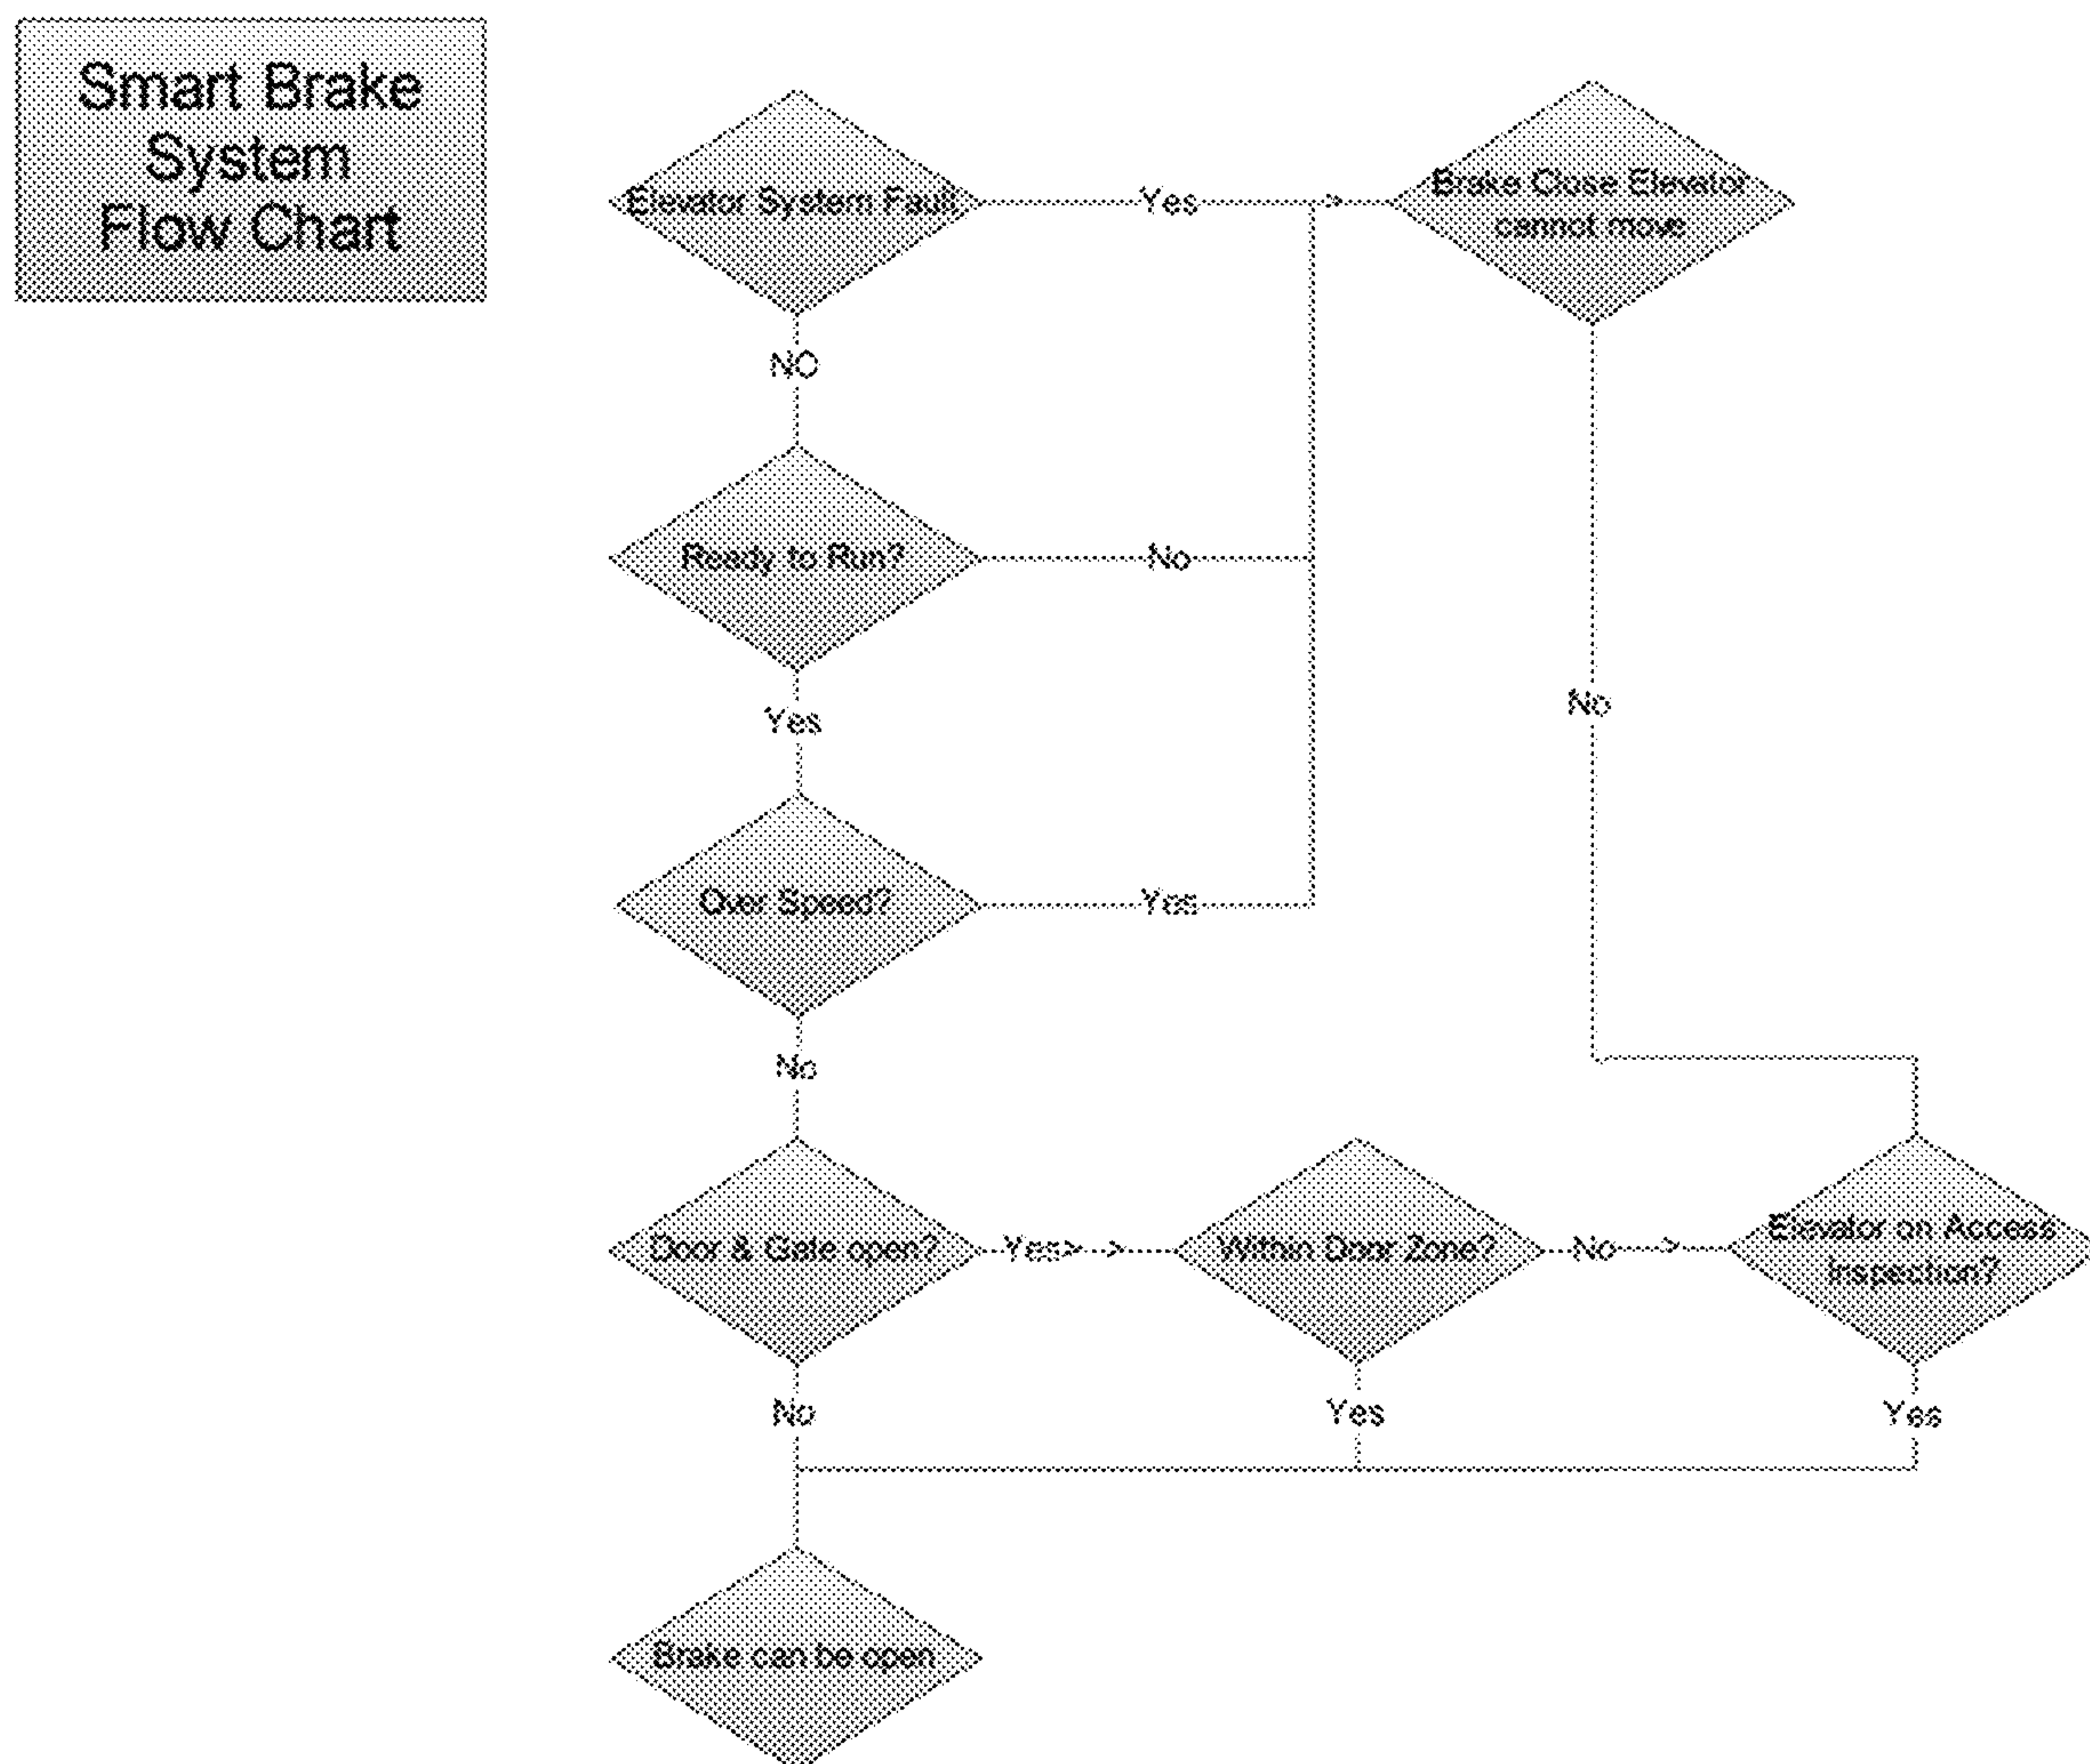 Smart Brake
System
Flow Chart
Elevator System Fault
Yes
Brake Close Elevator
cannot move
NO
Ready to Run?
No
Yes
No
Over Speed?
Yes
No
Door & Gate open?
Yes
Within Door Zone?
No
Elevator on Access
Inspection?
No
Yes
Yes
Brake can be open